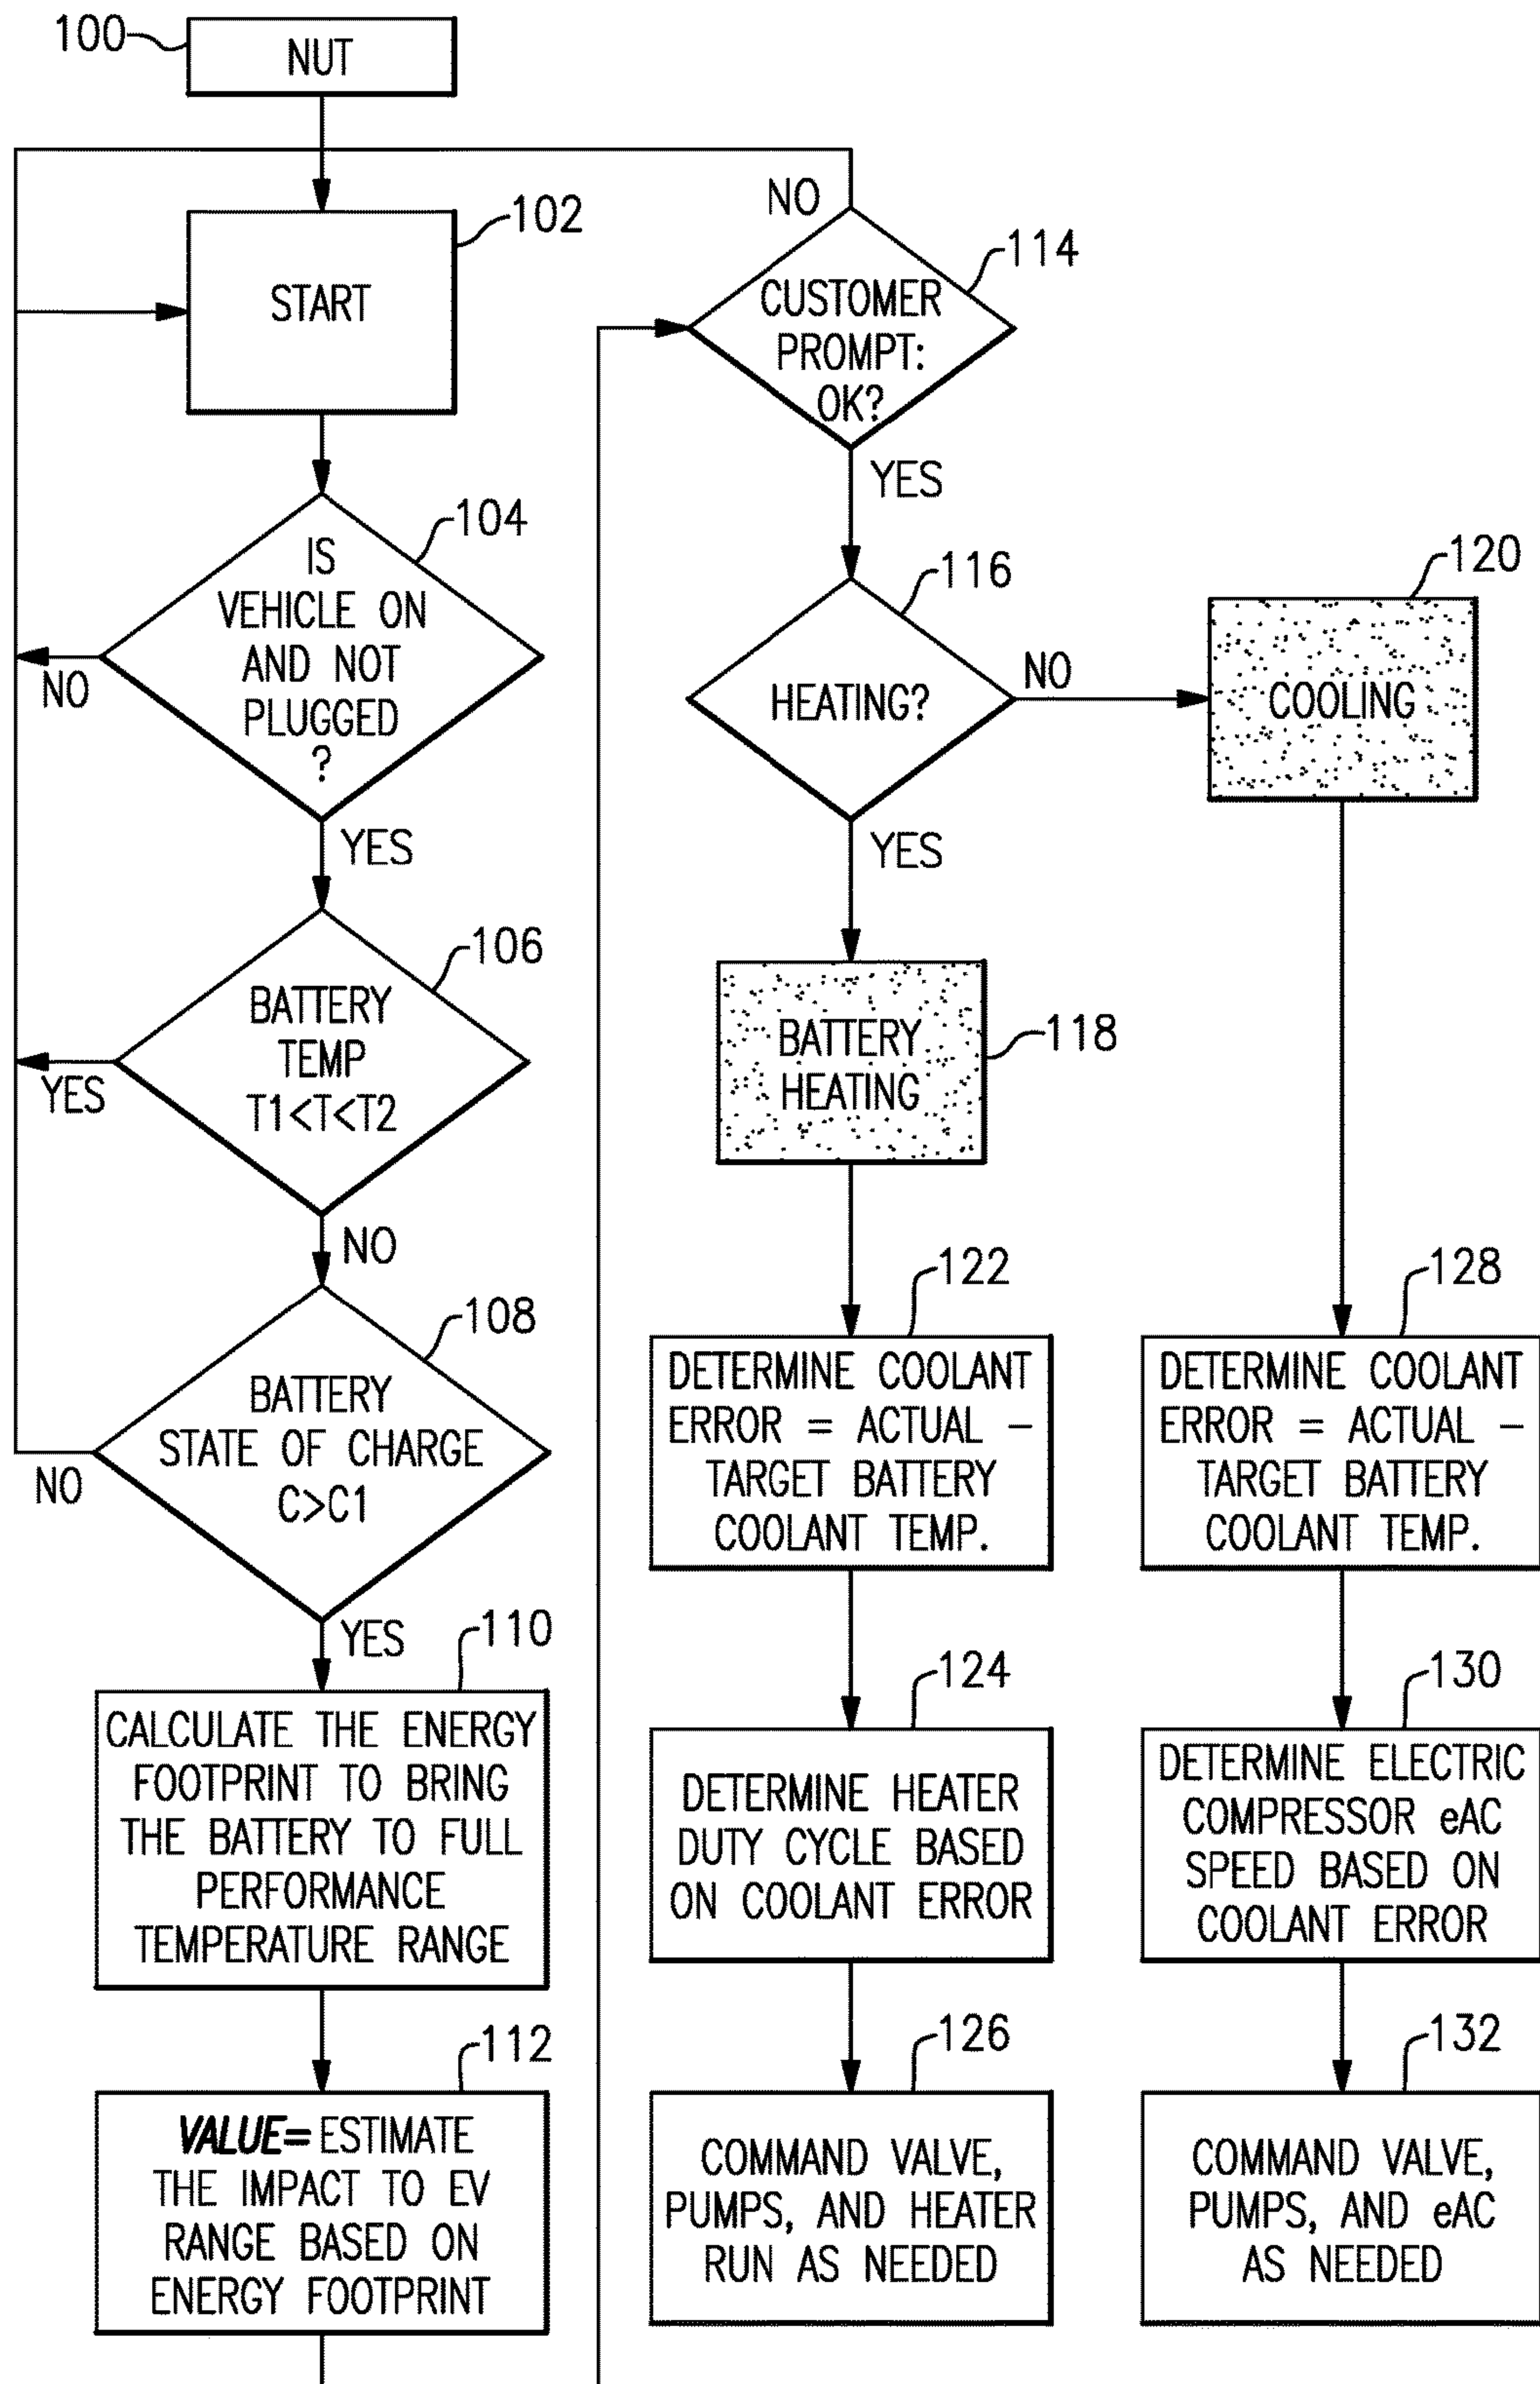 100
NUT
102
START
104
IS
VEHICLE ON
AND NOT
PLUGGED
?
NO
YES
106
BATTERY
TEMP
T1<T<T2
YES
NO
108
BATTERY
STATE OF CHARGE
C>C1
NO
YES
110
CALCULATE THE ENERGY
FOOTPRINT TO BRING
THE BATTERY TO FULL
PERFORMANCE
TEMPERATURE RANGE
112
VALUE= ESTIMATE
THE IMPACT TO EV
RANGE BASED ON
ENERGY FOOTPRINT
NO
114
CUSTOMER
PROMPT:
OK?
YES
116
HEATING?
NO
YES
118
BATTERY
HEATING
122
DETERMINE COOLANT
ERROR = ACTUAL –
TARGET BATTERY
COOLANT TEMP.
124
DETERMINE HEATER
DUTY CYCLE BASED
ON COOLANT ERROR
126
COMMAND VALVE,
PUMPS, AND HEATER
RUN AS NEEDED
120
COOLING
128
DETERMINE COOLANT
ERROR = ACTUAL –
TARGET BATTERY
COOLANT TEMP.
130
DETERMINE ELECTRIC
COMPRESSOR eAC
SPEED BASED ON
COOLANT ERROR
132
COMMAND VALVE,
PUMPS, AND eAC
AS NEEDED